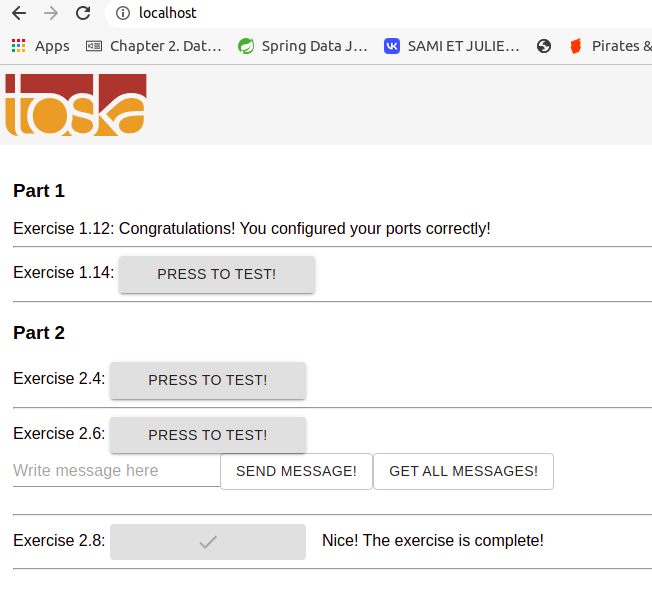 localhost
Apps Chapter 2. Dat... Spring Data J... SAMI ET JULIE... Pirates &
toska
Part 1
Exercise 1.12: Congratulations! You configured your ports correctly!
Exercise 1.14: PRESS TO TEST!
Part 2
Exercise 2.4: PRESS TO TEST!
Exercise 2.6: PRESS TO TEST!
Write message here SEND MESSAGE! GET ALL MESSAGES!
Exercise 2.8: Nice! The exercise is complete!